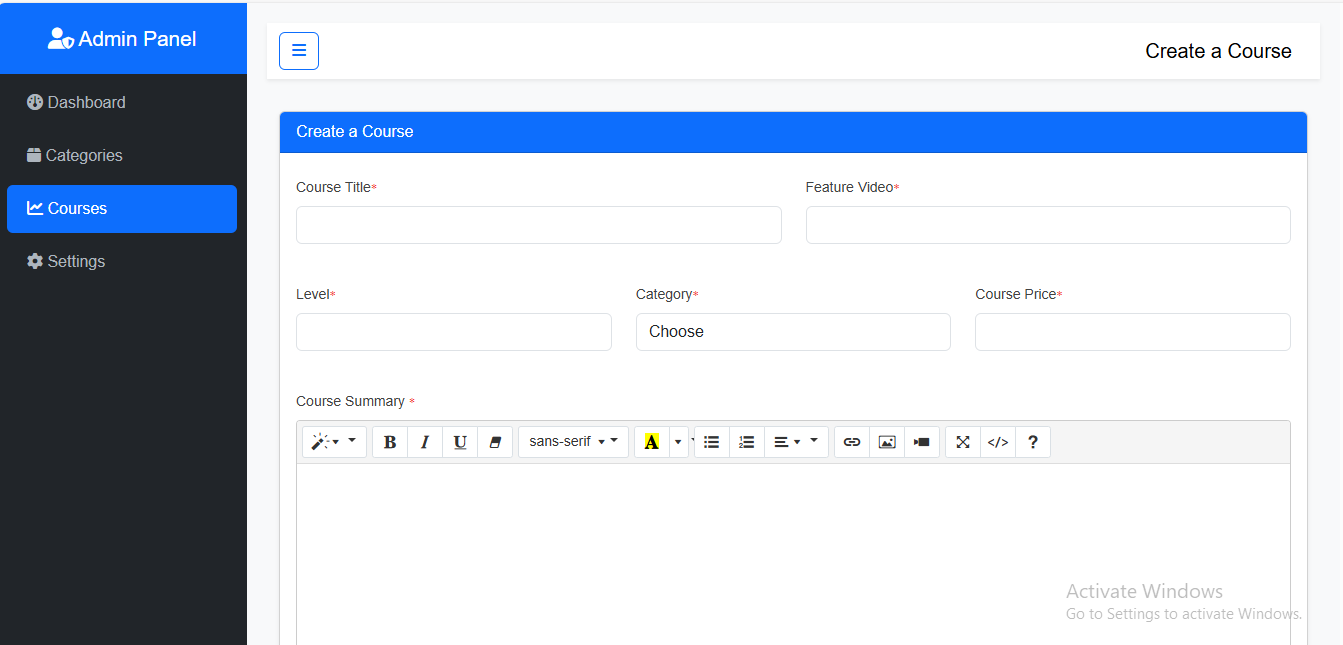 Admin Panel
Create a Course
Dashboard
Categories
Courses
Settings
Create a Course
Course Title* Feature Video*
Level* Category* Course Price*
Choose
Course Summary *
B I U sans-serif A </> ?
Activate Windows
Go to Settings to activate Windows.